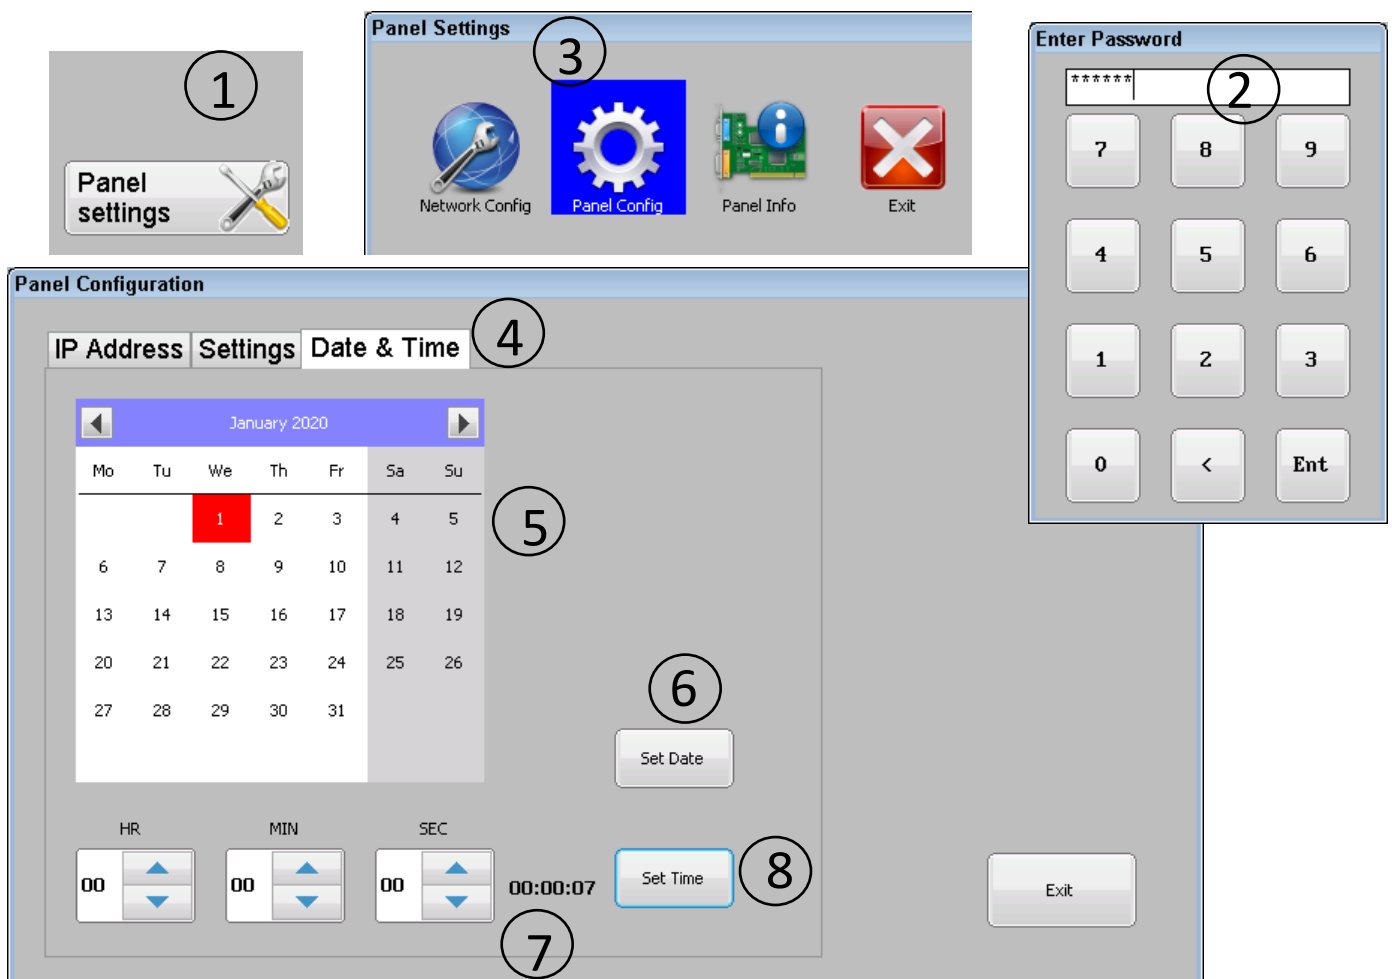 1
Panel
settings
Panel Settings
3
Network Config Panel Config Panel Info Exit
Enter Password
******
2
7 8 9
4 5 6
1 2 3
0 < Ent
Panel Configuration
IP Address Settings Date & Time
4
January 2020
Mo Tu We Th Fr Sa Su
1 2 3 4 5
5
6 7 8 9 10 11 12
13 14 15 16 17 18 19
20 21 22 23 24 25 26
27 28 29 30 31
6
Set Date
HR MIN SEC
00 00 00 00:00:07
7
Set Time
8
Exit